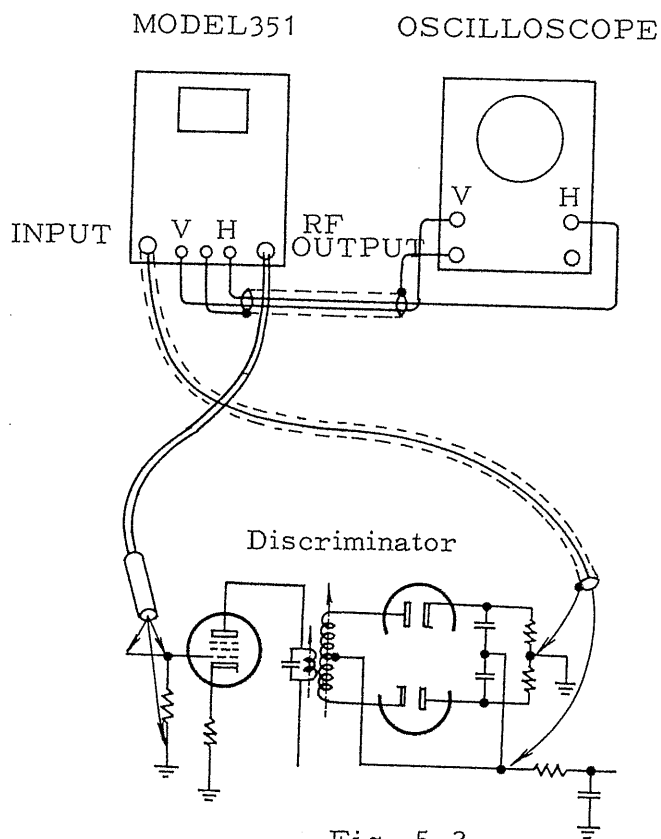 MODEL351 OSCILLOSCOPE
V H
INPUT V H RF
OUTPUT
Discriminator
Fig. 5-3